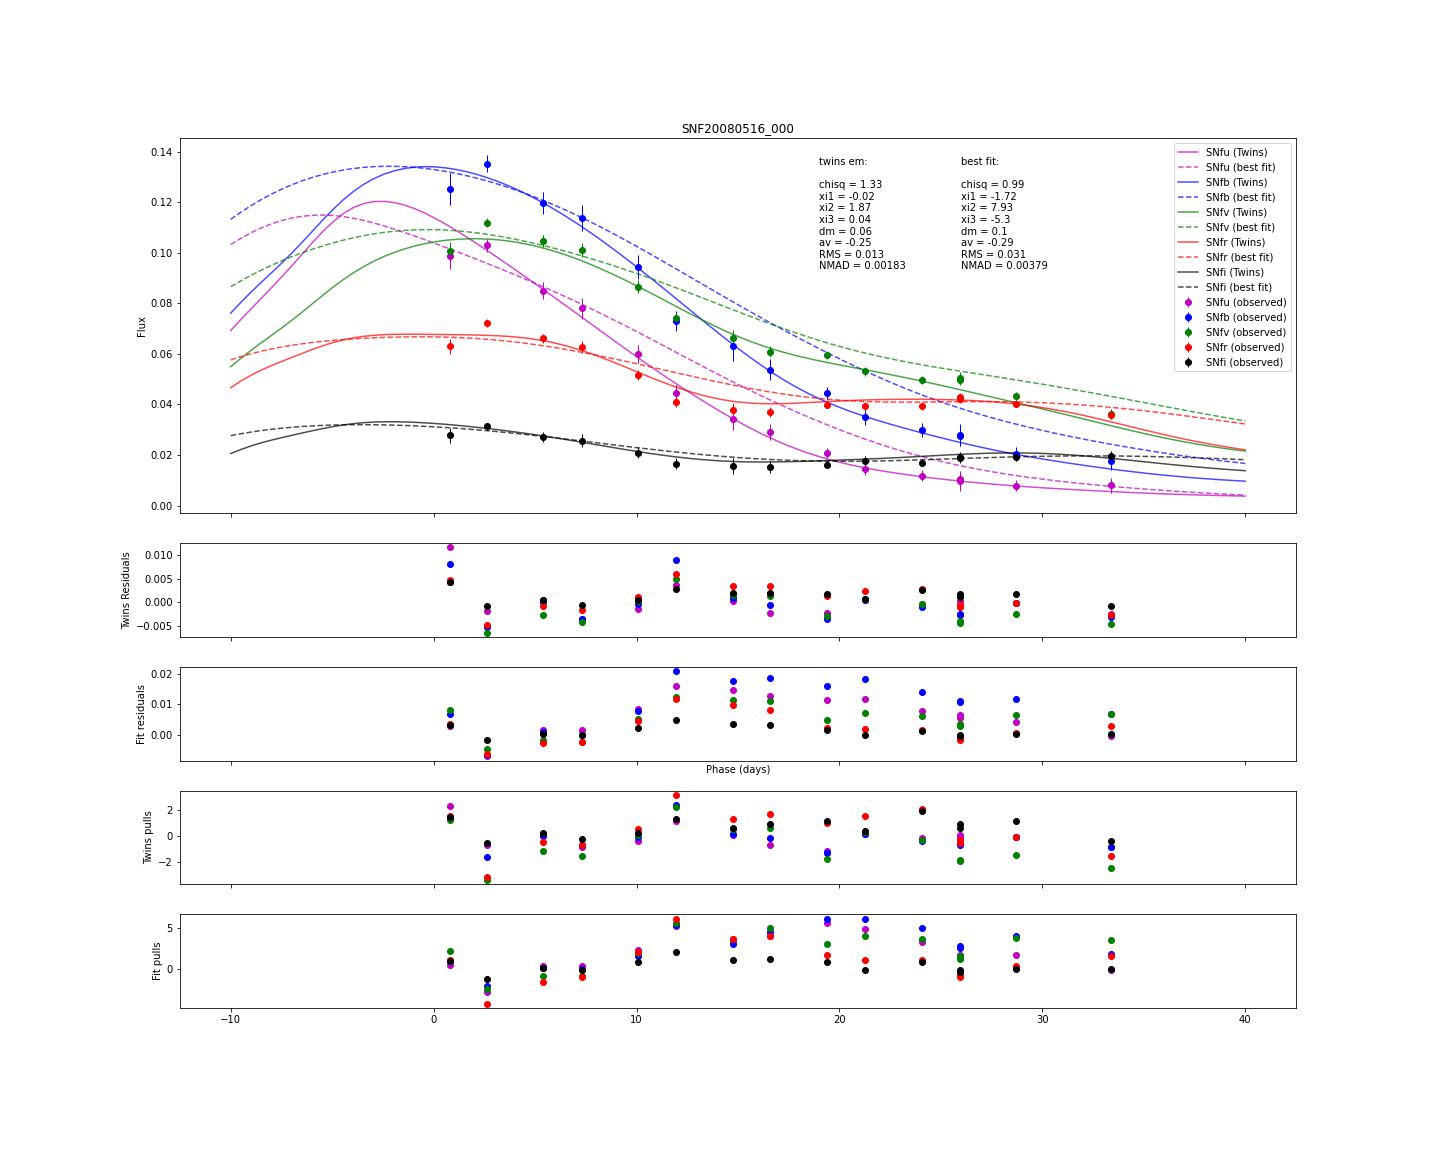 SNF20080516_000
Flux
0.14
0.12
0.10
0.08
0.06
0.04
0.02
0.00
twins em:
chisq = 1.33
xi1 = -0.02
xi2 = 1.87
xi3 = 0.04
dm = 0.06
av = -0.25
RMS = 0.013
NMAD = 0.00183
best fit:
chisq = 0.99
xi1 = -1.72
xi2 = 7.93
xi3 = -5.3
dm = 0.1
av = -0.29
RMS = 0.031
NMAD = 0.00379
SNfu (Twins)
SNfu (best fit)
SNfb (Twins)
SNfb (best fit)
SNfv (Twins)
SNfv (best fit)
SNfr (Twins)
SNfr (best fit)
SNfi (Twins)
SNfi (best fit)
SNfu (observed)
SNfb (observed)
SNfv (observed)
SNfr (observed)
SNfi (observed)
Twins Residuals
0.010
0.005
0.000
−0.005
Fit residuals
0.02
0.01
0.00
Phase (days)
Twins pulls
2
0
−2
Fit pulls
5
0
−10
0
10
20
30
40